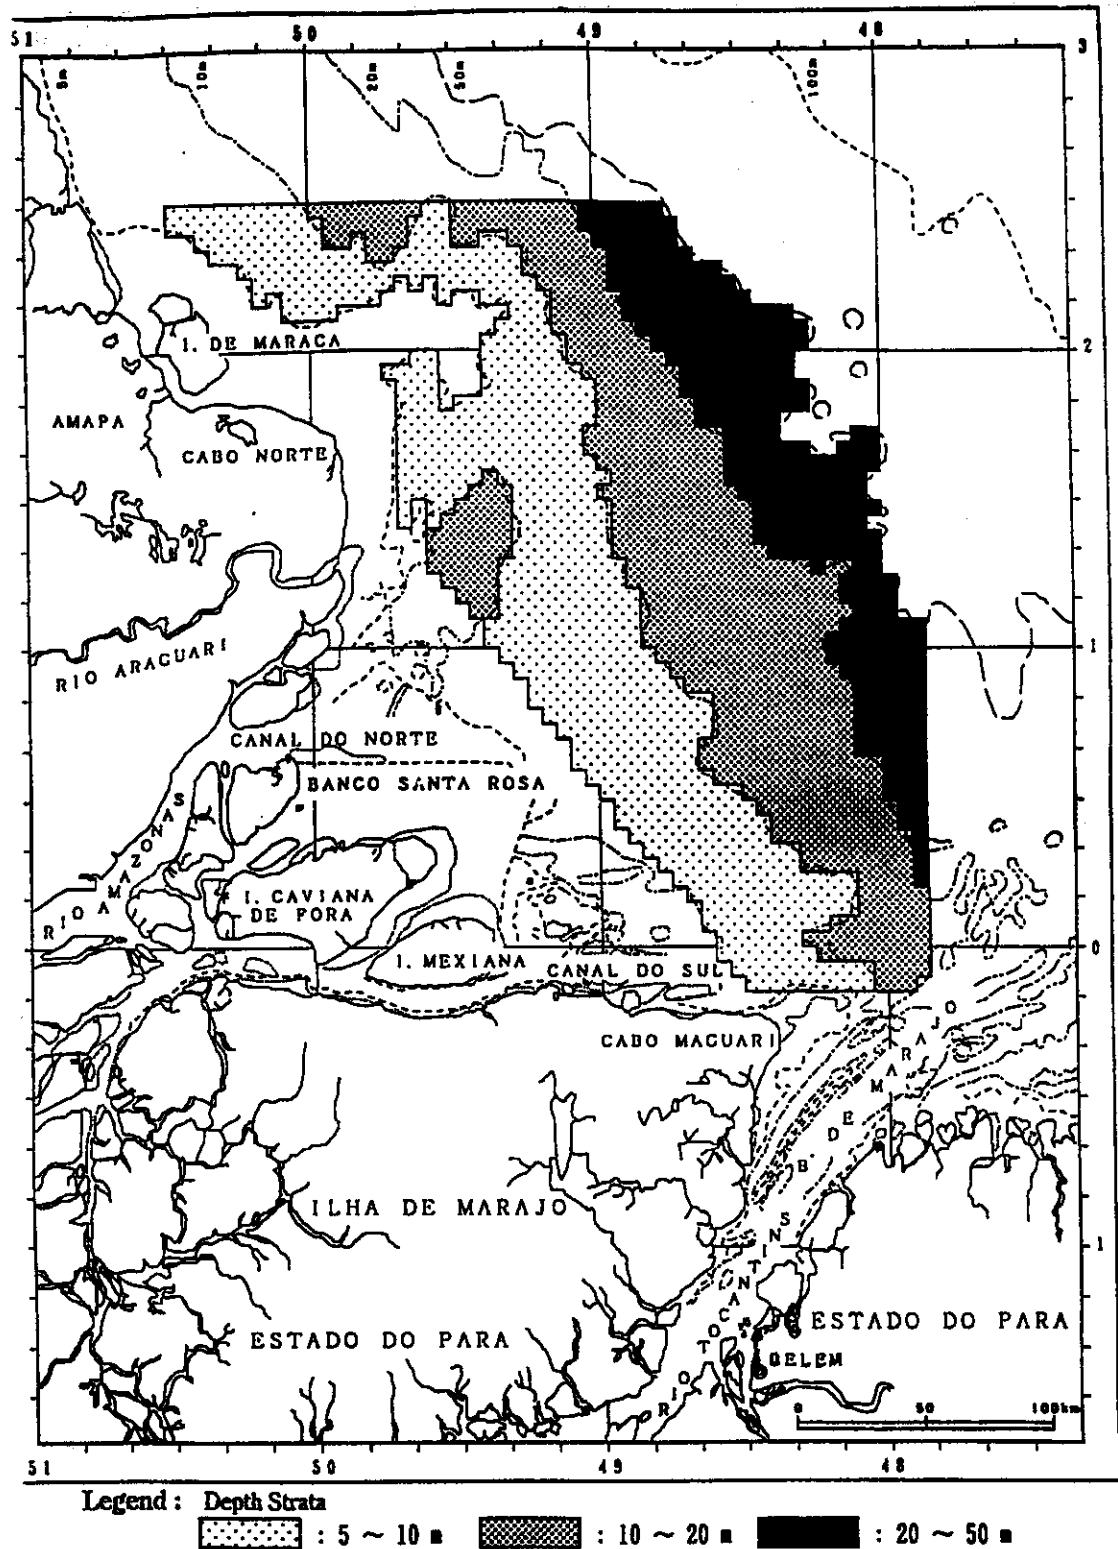 51 50 49 48
3
5m 10m 20m 50m 100m
2
I. DE MARACA
AMAPA
CABO NORTE
RIO ARAGUARI
CANAL DO NORTE
BANCO SANTA ROSA
RIO AMAZONAS
I. CAVIANA
DE FORA
0
I. MEXIANA
CANAL DO SUL
CABO MAGUARI
B. DE MARAJO
ILHA DE MARAJO
1
RIO TOCANTINS
ESTADO DO PARA
ESTADO DO PARA
BELEM
0 50 100km
51 50 49 48
Legend : Depth Strata
: 5 ~ 10 m : 10 ~ 20 m : 20 ~ 50 m